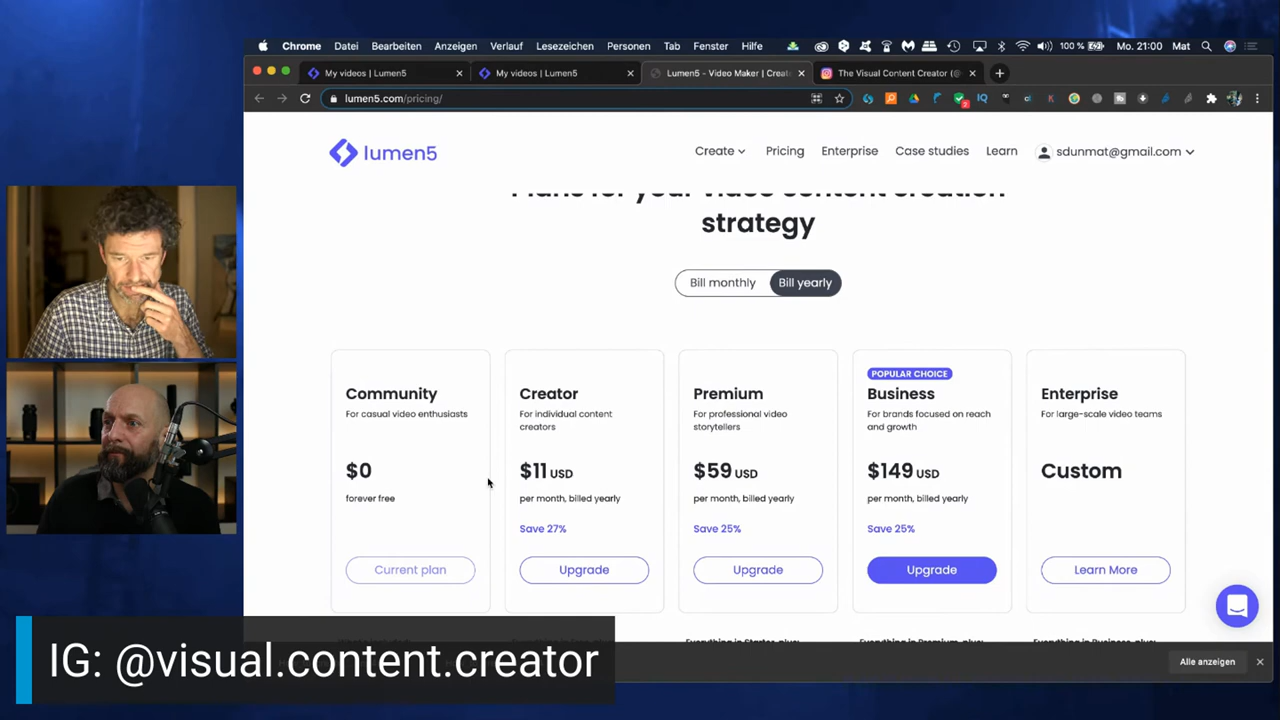 Chrome Datei Bearbeiten Anzeigen Verlauf Lesezeichen Personen Tab Fenster Hilfe 100 % Mo. 21:00 Mat
My videos | Lumen5 My videos | Lumen5 Lumen5 - Video Maker | Creat The Visual Content Creator (@
lumen5.com/pricing/
lumen5 Create Pricing Enterprise Case studies Learn sdunmat@gmail.com
Plans for your video content creation
strategy
Bill monthly Bill yearly
POPULAR CHOICE
Community Creator Premium Business Enterprise
For casual video enthusiasts For individual content creators For professional video storytellers For brands focused on reach and growth For large-scale video teams
$0 $11 USD $59 USD $149 USD Custom
forever free per month, billed yearly per month, billed yearly per month, billed yearly
Save 27% Save 25% Save 25%
Current plan Upgrade Upgrade Upgrade Learn More
IG: @visual.content.creator
Alle anzeigen